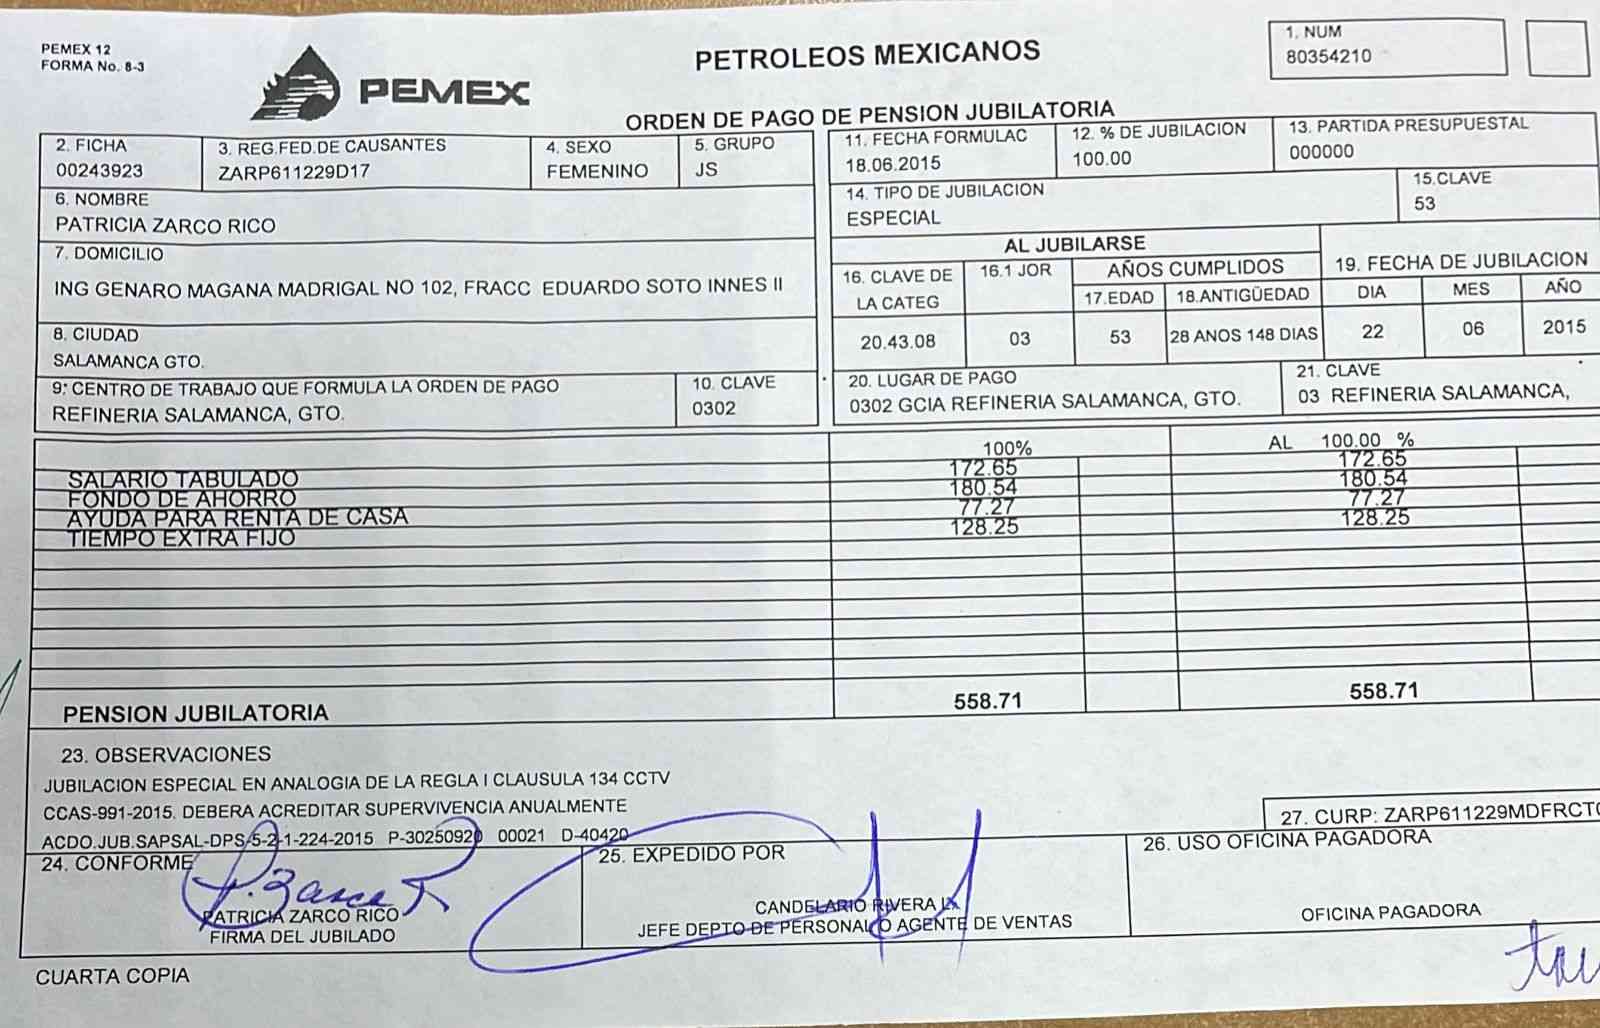 PEMEX 12
FORMA No. 8-3
PEMEX
PETROLEOS MEXICANOS
ORDEN DE PAGO DE PENSION JUBILATORIA
1. NUM
80354210
2. FICHA
00243923
3. REG.FED.DE CAUSANTES
ZARP611229D17
4. SEXO
FEMENINO
5. GRUPO
JS
6. NOMBRE
PATRICIA ZARCO RICO
7. DOMICILIO
ING GENARO MAGANA MADRIGAL NO 102, FRACC EDUARDO SOTO INNES II
8. CIUDAD
SALAMANCA GTO.
9. CENTRO DE TRABAJO QUE FORMULA LA ORDEN DE PAGO
REFINERIA SALAMANCA, GTO.
10. CLAVE
0302
11. FECHA FORMULAC
18.06.2015
12. % DE JUBILACION
100.00
13. PARTIDA PRESUPUESTAL
000000
14. TIPO DE JUBILACION
ESPECIAL
15.CLAVE
53
AL JUBILARSE
16. CLAVE DE
LA CATEG
20.43.08
16.1 JOR
03
AÑOS CUMPLIDOS
17.EDAD
53
18.ANTIGÜEDAD
28 ANOS 148 DIAS
19. FECHA DE JUBILACION
DIA MES AÑO
22 06 2015
20. LUGAR DE PAGO
0302 GCIA REFINERIA SALAMANCA, GTO.
21. CLAVE
03 REFINERIA SALAMANCA,
100% AL 100.00 %
SALARIO TABULADO 172.65 172.65
FONDO DE AHORRO 180.54 180.54
AYUDA PARA RENTA DE CASA 77.27 77.27
TIEMPO EXTRA FIJO 128.25 128.25
PENSION JUBILATORIA 558.71 558.71
23. OBSERVACIONES
JUBILACION ESPECIAL EN ANALOGIA DE LA REGLA I CLAUSULA 134 CCTV
CCAS-991-2015. DEBERA ACREDITAR SUPERVIVENCIA ANUALMENTE
ACDO.JUB.SAPSAL-DPS-5-2-1-224-2015 P-30250920 00021 D-40420
27. CURP: ZARP611229MDFRCT
24. CONFORME
P. Zarco R
PATRICIA ZARCO RICO
FIRMA DEL JUBILADO
25. EXPEDIDO POR
CANDELARIO RIVERA
JEFE DEPTO DE PERSONAL O AGENTE DE VENTAS
26. USO OFICINA PAGADORA
OFICINA PAGADORA
CUARTA COPIA